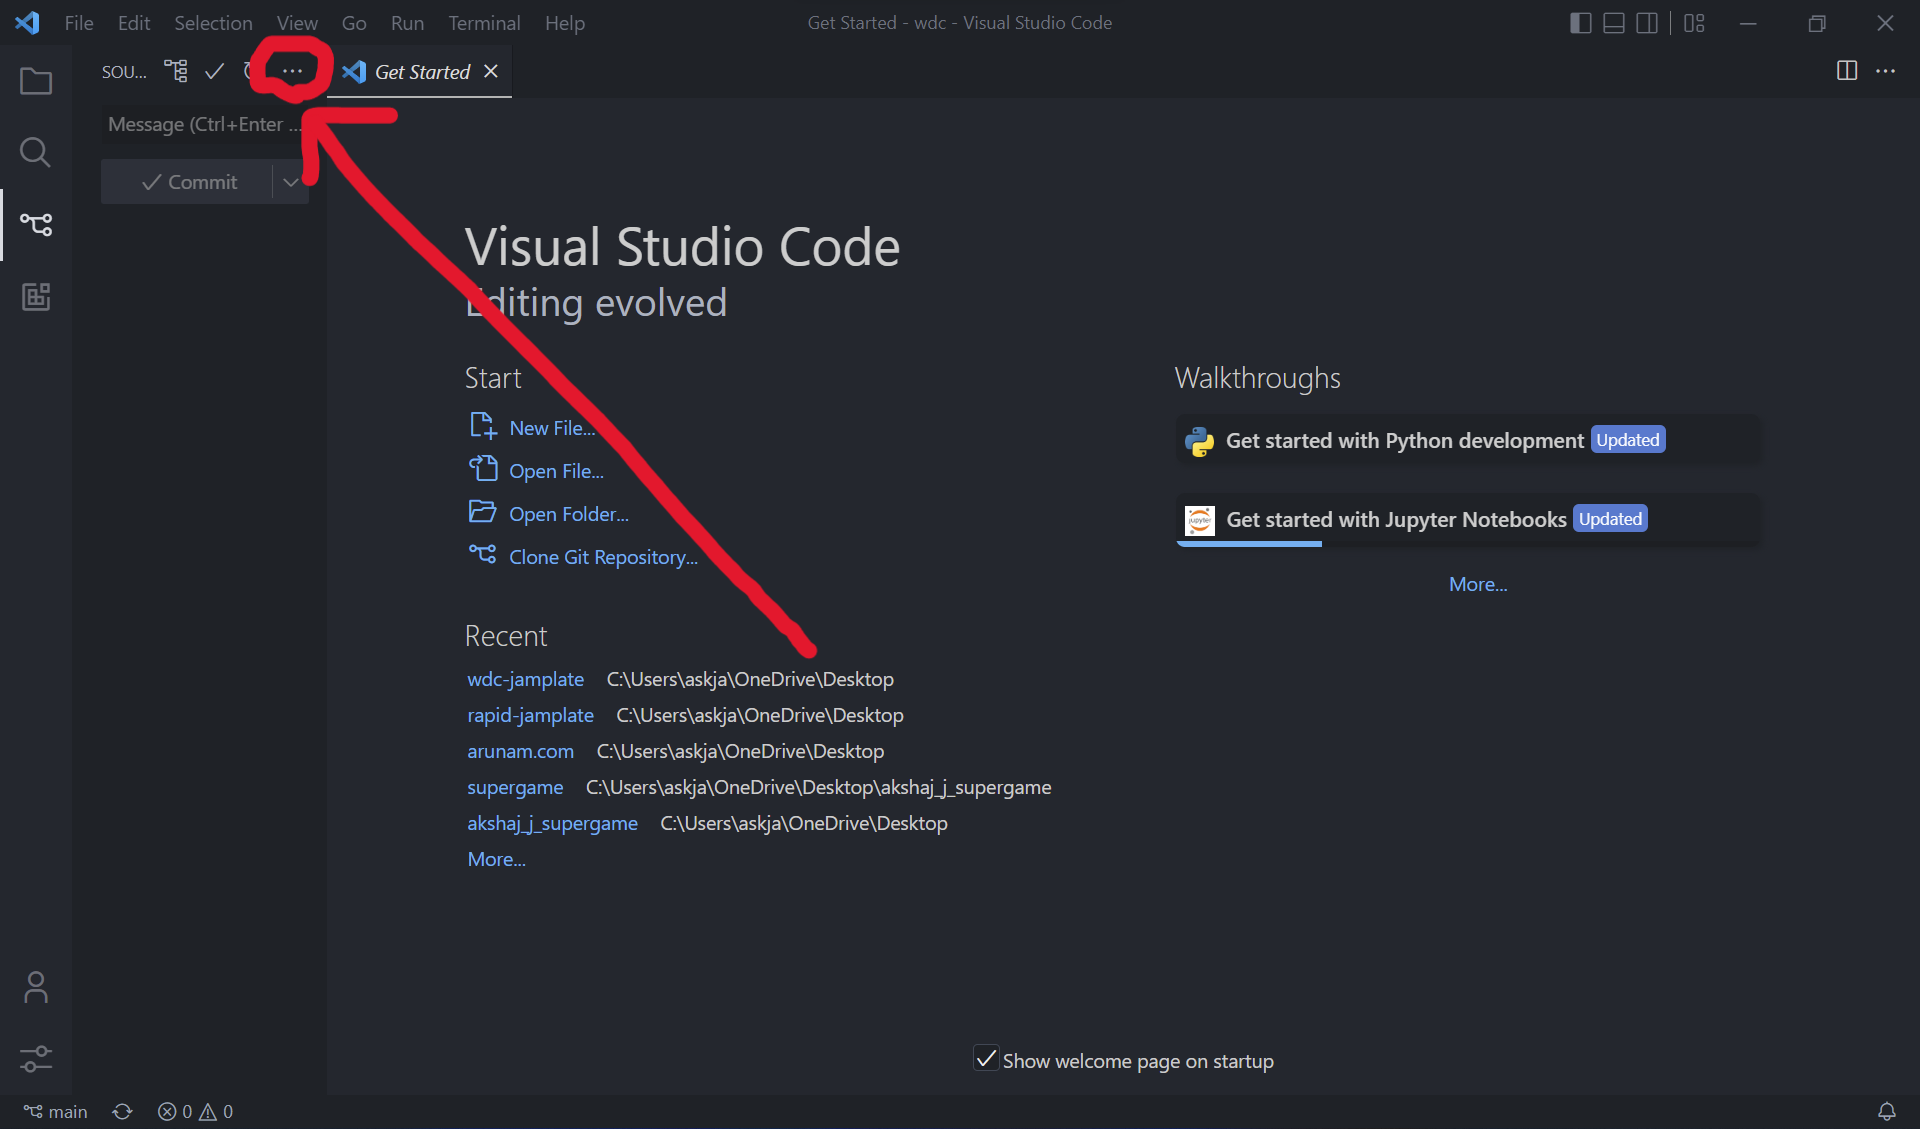 File Edit Selection View Go Run Terminal Help Get Started - wdc - Visual Studio Code
SOU... ... Get Started
Message (Ctrl+Enter ...
Commit
Visual Studio Code
Editing evolved
Start
New File...
Open File...
Open Folder...
Clone Git Repository...
Recent
wdc-jamplate C:\Users\askja\OneDrive\Desktop
rapid-jamplate C:\Users\askja\OneDrive\Desktop
arunam.com C:\Users\askja\OneDrive\Desktop
supergame C:\Users\askja\OneDrive\Desktop\akshaj_j_supergame
akshaj_j_supergame C:\Users\askja\OneDrive\Desktop
More...
Walkthroughs
Get started with Python development Updated
jupyter Get started with Jupyter Notebooks Updated
More...
Show welcome page on startup
main 0 0